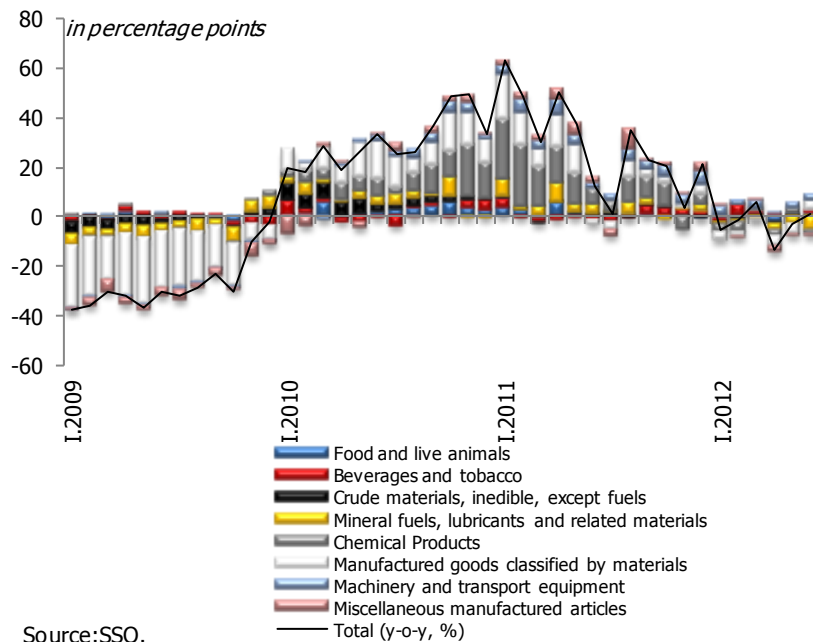 80
in percentage points
60
40
20
0
-20
-40
-60
I.2009
I.2010
I.2011
I.2012
Food and live animals
Beverages and tobacco
Crude materials, inedible, except fuels
Mineral fuels, lubricants and related materials
Chemical Products
Manufactured goods classified by materials
Machinery and transport equipment
Miscellaneous manufactured articles
Total (y-o-y, %)
Source:SSO.